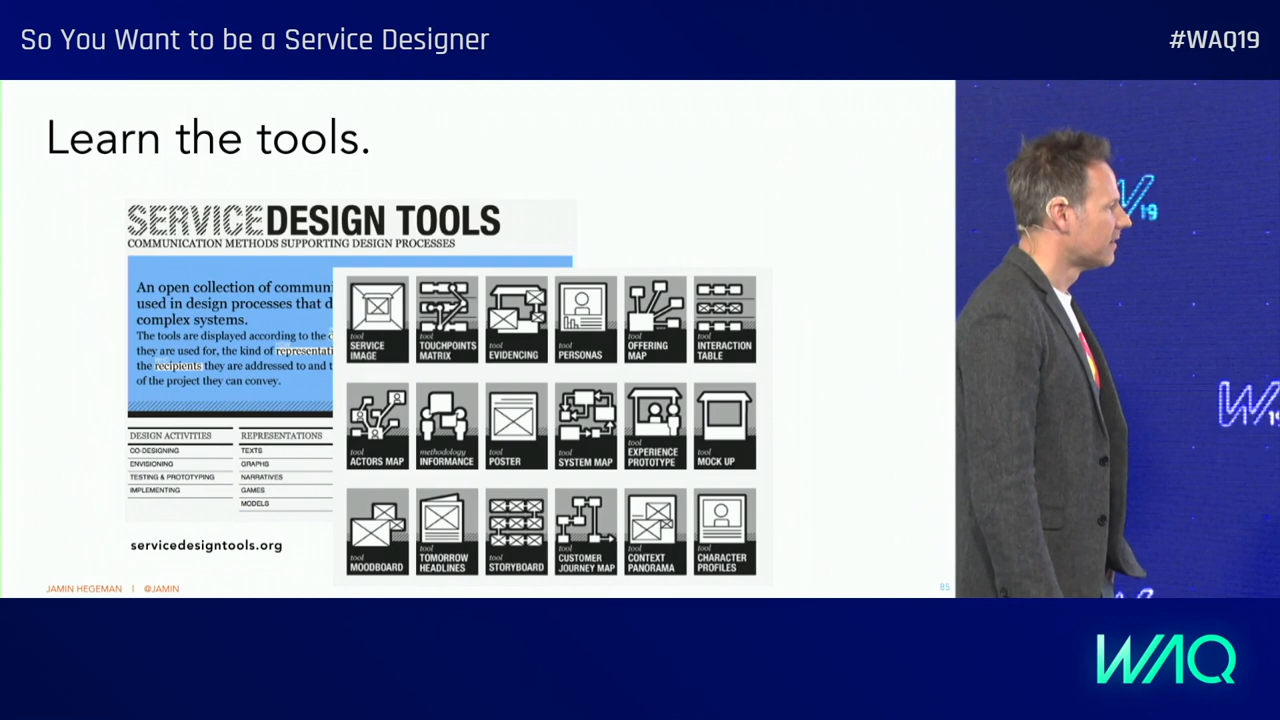 So You Want to be a Service Designer
#WAQ19
Learn the tools.
SERVICEDESIGN TOOLS
COMMUNICATION METHODS SUPPORTING DESIGN PROCESSES
An open collection of
used in design processes that
complex systems.
The tools are displayed according to the
they are used for, the kind of
the recipients they are addressed to and
of the project they can convey.
DESIGN ACTIVITIES
CO-DESIGNING
ENVISIONING
TESTING & PROTOTYPING
IMPLEMENTING
REPRESENTATIONS
TEXTS
GRAPHS
NARRATIVES
GAMES
MODELS
tool
SERVICE
IMAGE
tool
TOUCHPOINTS
MATRIX
tool
EVIDENCING
tool
PERSONAS
tool
OFFERING
MAP
tool
INTERACTION
TABLE
tool
ACTORS MAP
methodology
INFORMANCE
tool
POSTER
tool
SYSTEM MAP
tool
EXPERIENCE
PROTOTYPE
tool
MOCK UP
tool
MOODBOARD
tool
TOMORROW
HEADLINES
tool
STORYBOARD
tool
CUSTOMER
JOURNEY MAP
tool
CONTEXT
PANORAMA
tool
CHARACTER
PROFILES
servicedesigntools.org
JAMIN HEGEMAN | @JAMIN
85
W 19
WA 19
WAQ